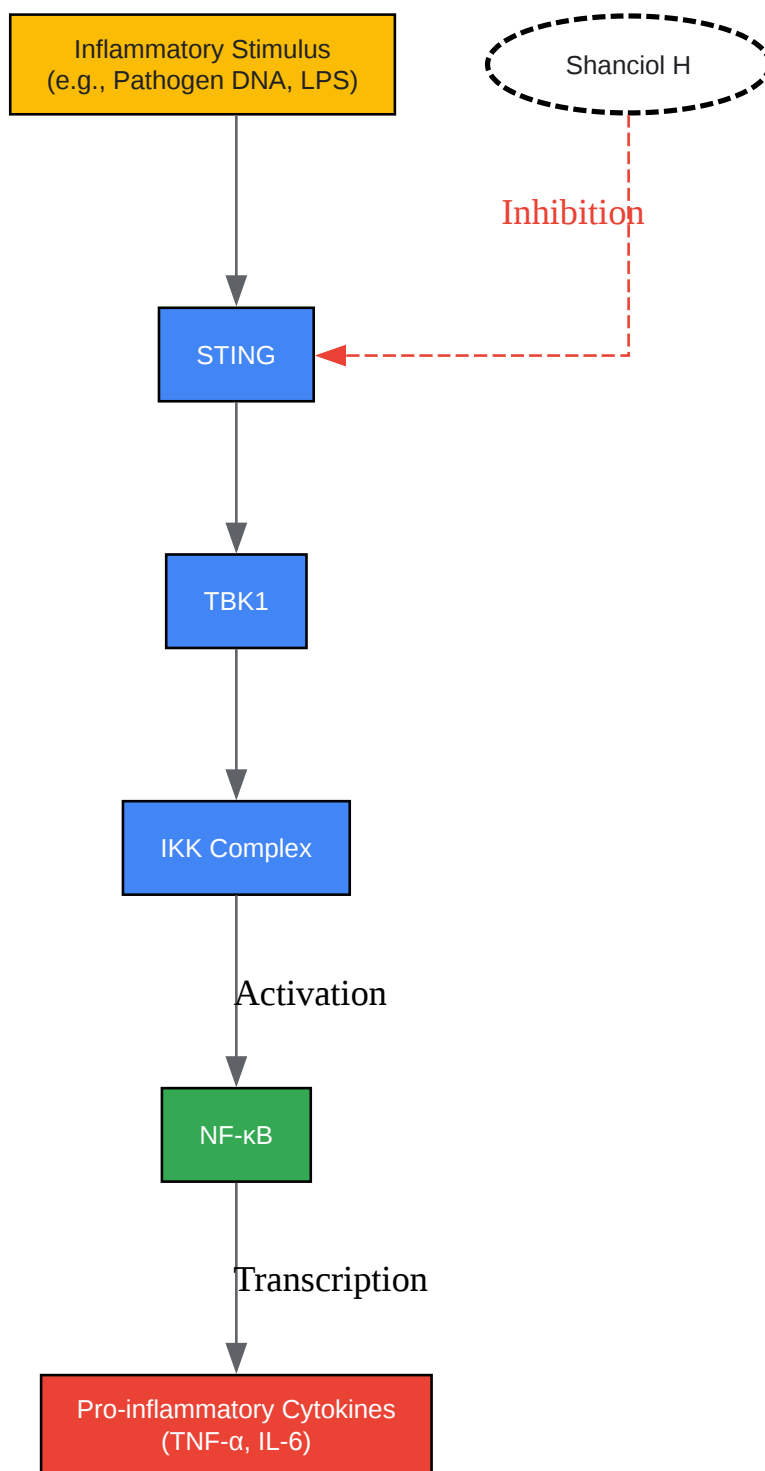 Inflammatory Stimulus
(e.g., Pathogen DNA, LPS)
Shanciol H
Inhibition
STING
TBK1
IKK Complex
Activation
NF-κB
Transcription
Pro-inflammatory Cytokines
(TNF-α, IL-6)